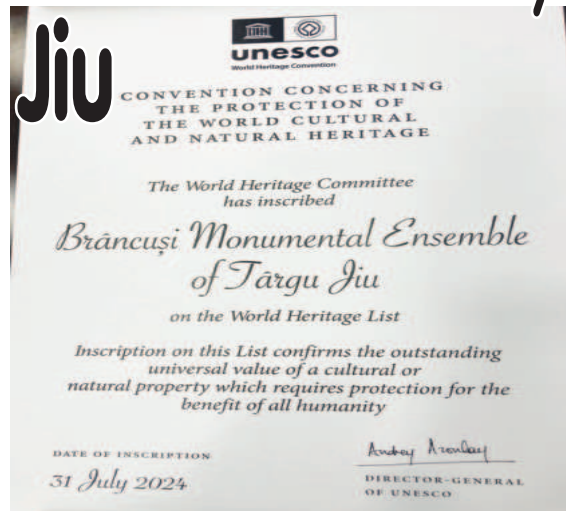 Jiu
unesco
World Heritage Convention
CONVENTION CONCERNING
THE PROTECTION OF
THE WORLD CULTURAL
AND NATURAL HERITAGE
The World Heritage Committee
has inscribed
Brâncuși Monumental Ensemble
of Târgu Jiu
on the World Heritage List
Inscription on this List confirms the outstanding
universal value of a cultural or
natural property which requires protection for the
benefit of all humanity
DATE OF INSCRIPTION
31 July 2024
DIRECTOR-GENERAL
OF UNESCO